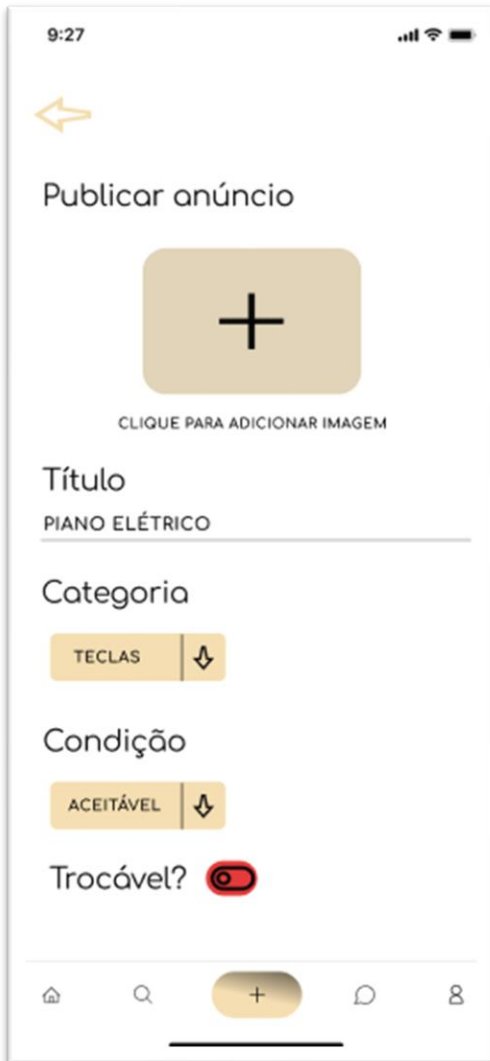 9:27
Publicar anúncio
CLIQUE PARA ADICIONAR IMAGEM
Título
PIANO ELÉTRICO
Categoria
TECLAS
Condição
ACEITÁVEL
Trocável?